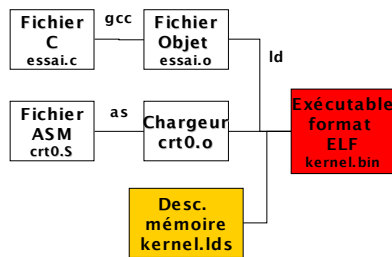 Fichier
C
essai.c
gcc
Fichier
Objet
essai.o
ld
Fichier
ASM
crt0.S
as
Chargeur
crt0.o
Exécutable
format
ELF
kernel.bin
Desc.
mémoire
kernel.lds